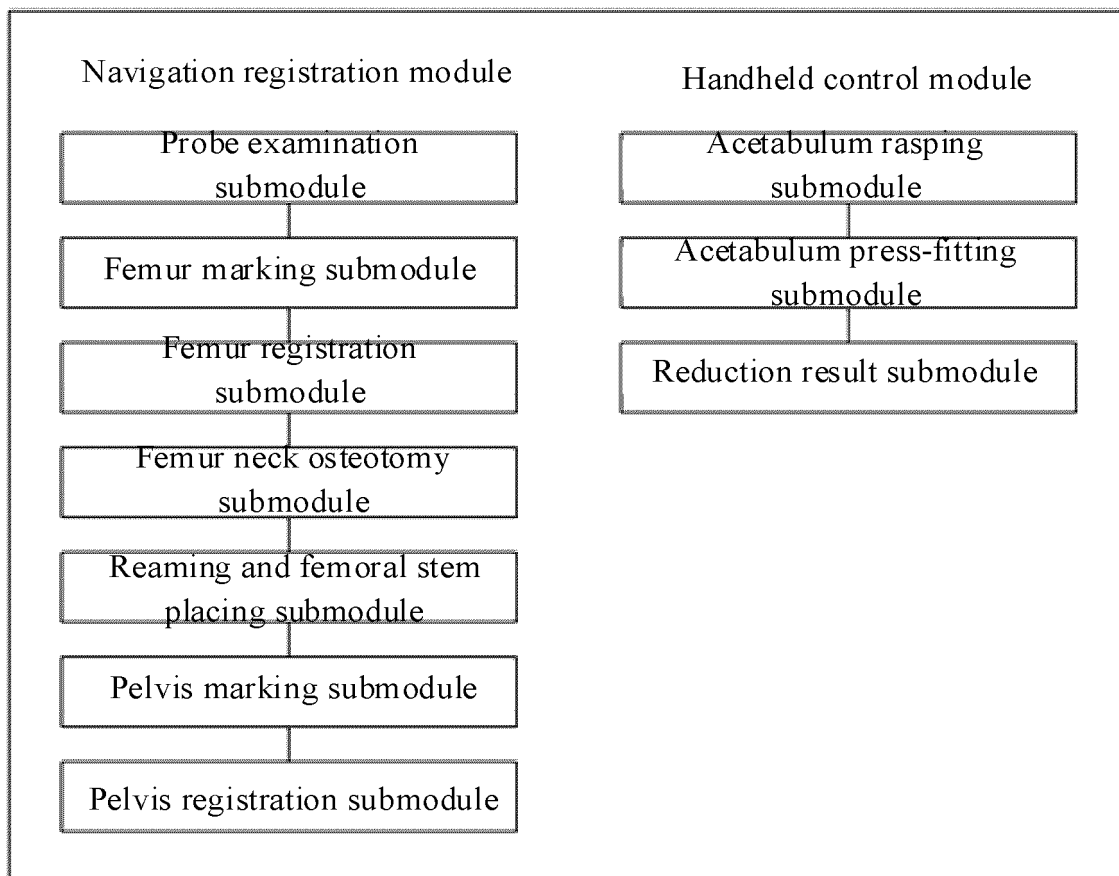 Navigation registration module
Probe examination
submodule
Femur marking submodule
Femur registration
submodule
Femur neck osteotomy
submodule
Reaming and femoral stem
placing submodule
Pelvis marking submodule
Pelvis registration submodule
Handheld control module
Acetabulum rasping
submodule
Acetabulum press-fitting
submodule
Reduction result submodule